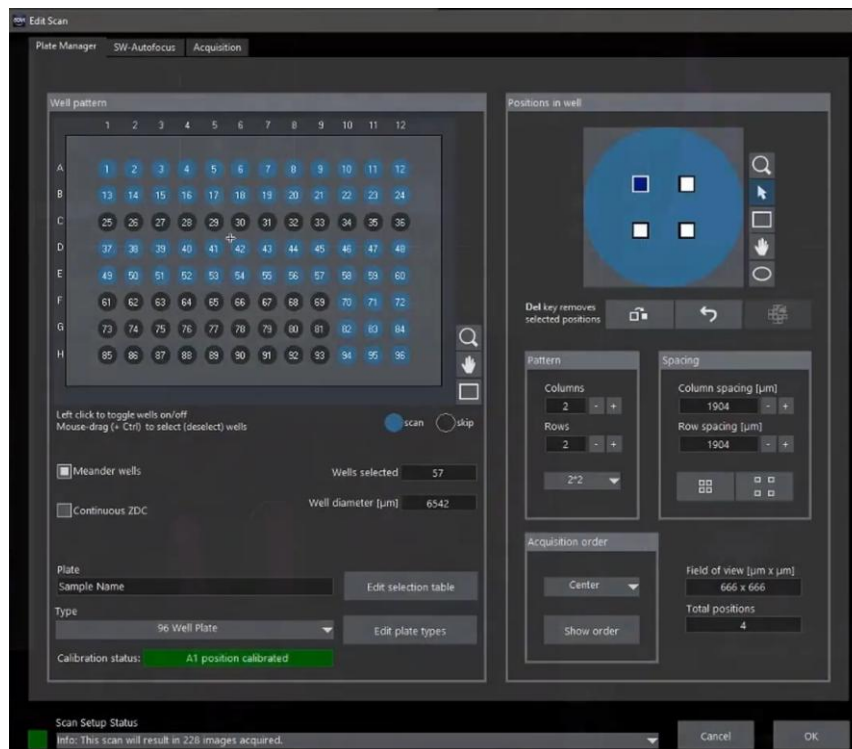 Edit Scan
Plate Manager SW-Autofocus Acquisition
Well pattern
1 2 3 4 5 6 7 8 9 10 11 12
A 1 2 3 4 5 6 7 8 9 10 11 12
B 13 14 15 16 17 18 19 20 21 22 23 24
C 25 26 27 28 29 30 31 32 33 34 35 36
D 37 38 39 40 41 42 43 44 45 46 47 48
E 49 50 51 52 53 54 55 56 57 58 59 60
F 61 62 63 64 65 66 67 68 69 70 71 72
G 73 74 75 76 77 78 79 80 81 82 83 84
H 85 86 87 88 89 90 91 92 93 94 95 96
Left click to toggle wells on/off
Mouse-drag (+ Ctrl) to select (deselect) wells
scan skip
Meander wells
Wells selected 57
Continuous ZDC
Well diameter [µm] 6542
Plate
Sample Name
Edit selection table
Type
96 Well Plate
Edit plate types
Calibration status: A1 position calibrated
Positions in well
Del key removes
selected positions
Pattern
Columns
2 - +
Rows
2 - +
2*2
Spacing
Column spacing [µm]
1904 - +
Row spacing [µm]
1904 - +
Acquisition order
Center
Show order
Field of view [µm x µm]
666 x 666
Total positions
4
Scan Setup Status
Info: This scan will result in 228 images acquired.
Cancel OK